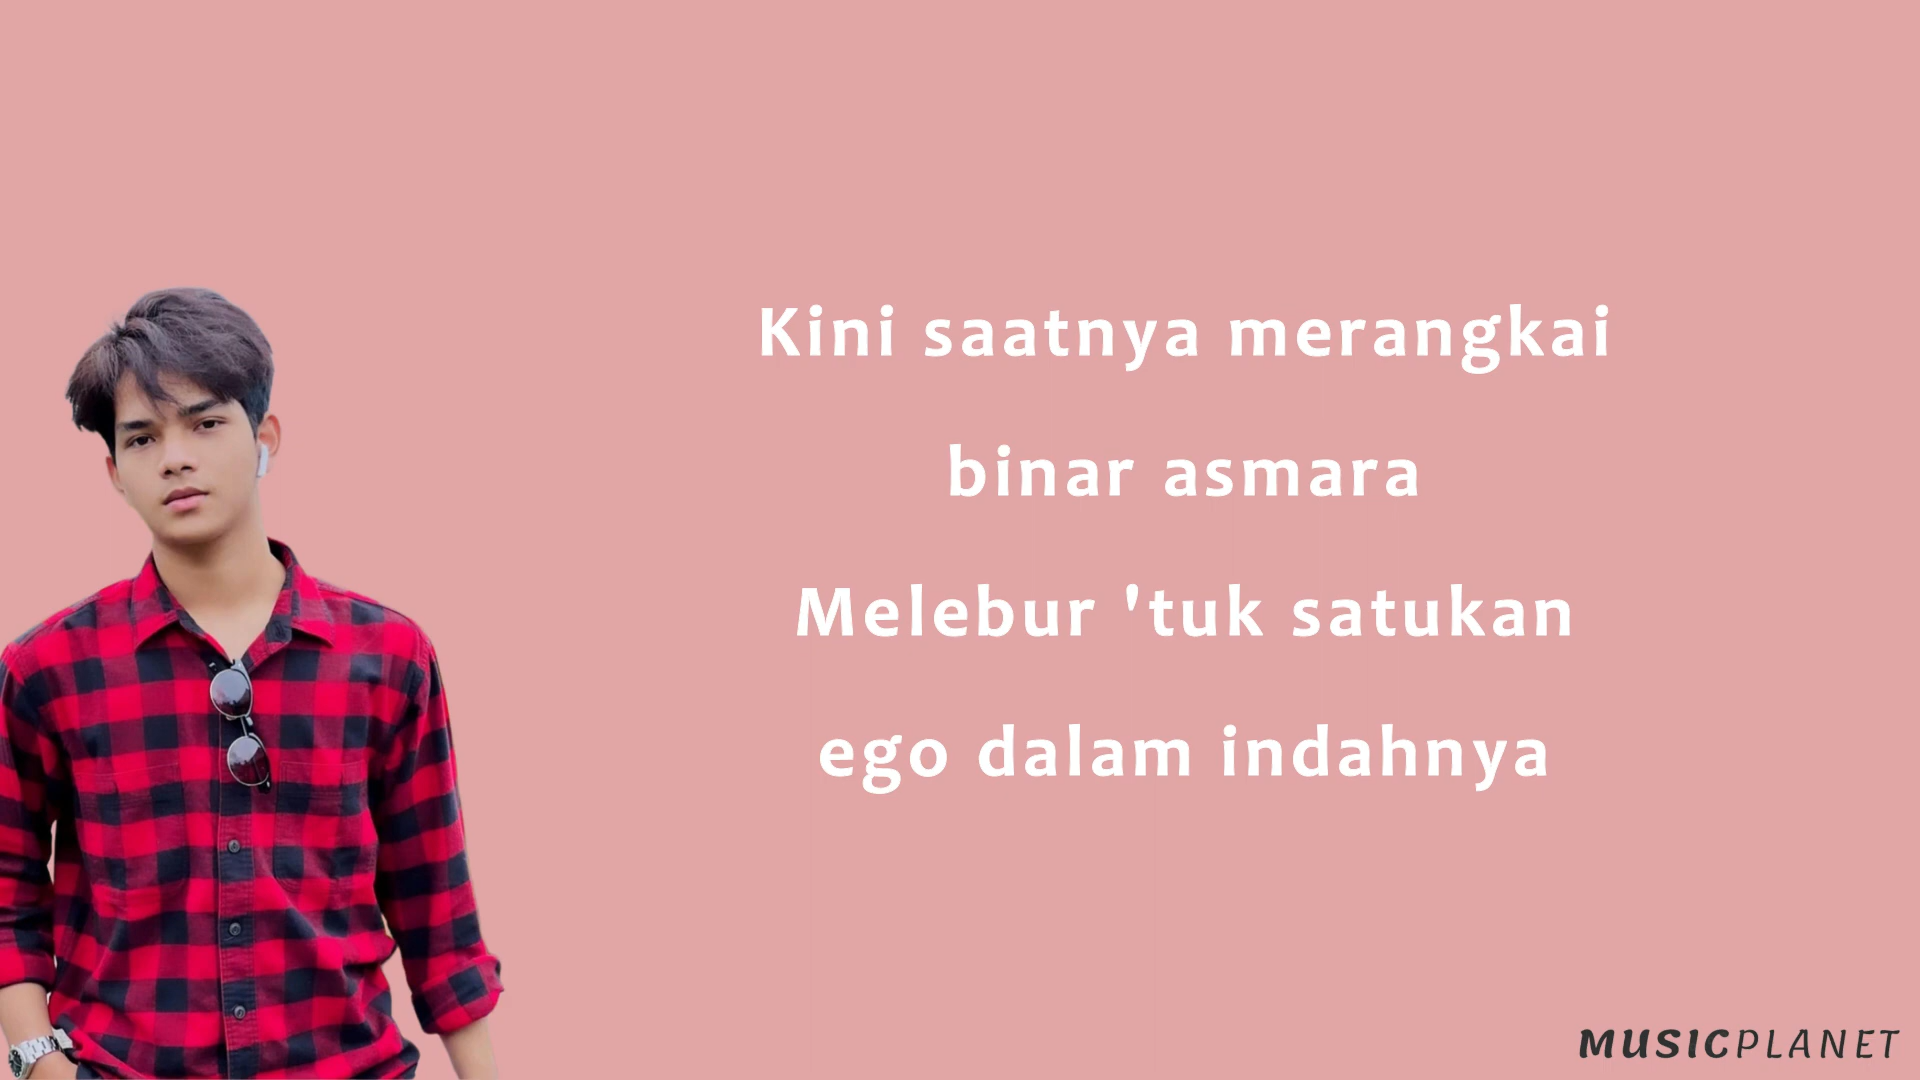 Kini saatnya merangkai
binar asmara
Melebur 'tuk satukan
ego dalam indahnya
MUSICPLANET